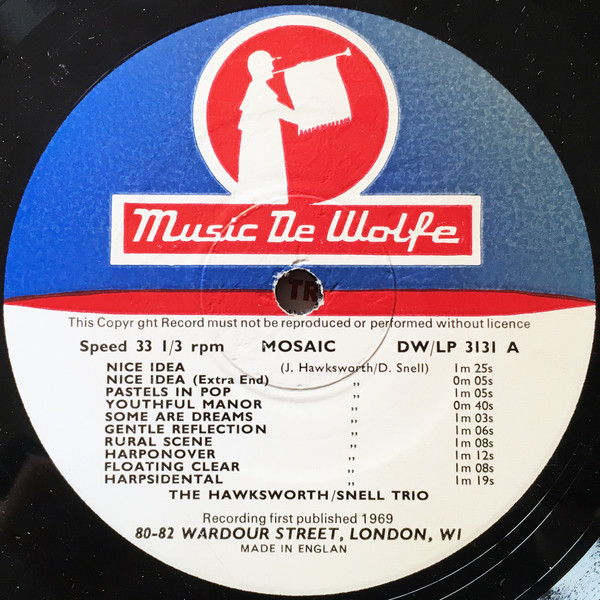 Music De Wolfe
TR
This Copyr ght Record must not be reproduced or performed without licence
Speed 33 1/3 rpm MOSAIC DW/LP 3131 A
NICE IDEA (J. Hawksworth/D. Snell) 1m 25s
NICE IDEA (Extra End) ,, 0m 05s
PASTELS IN POP ,, 1m 05s
YOUTHFUL MANOR ,, 0m 40s
SOME ARE DREAMS ,, 1m 03s
GENTLE REFLECTION ,, 1m 06s
RURAL SCENE ,, 1m 08s
HARPONOVER ,, 1m 12s
FLOATING CLEAR ,, 1m 08s
HARPSIDENTAL ,, 1m 19s
THE HAWKSWORTH/SNELL TRIO
Recording first published 1969
80-82 WARDOUR STREET, LONDON, W1
MADE IN ENGLAN